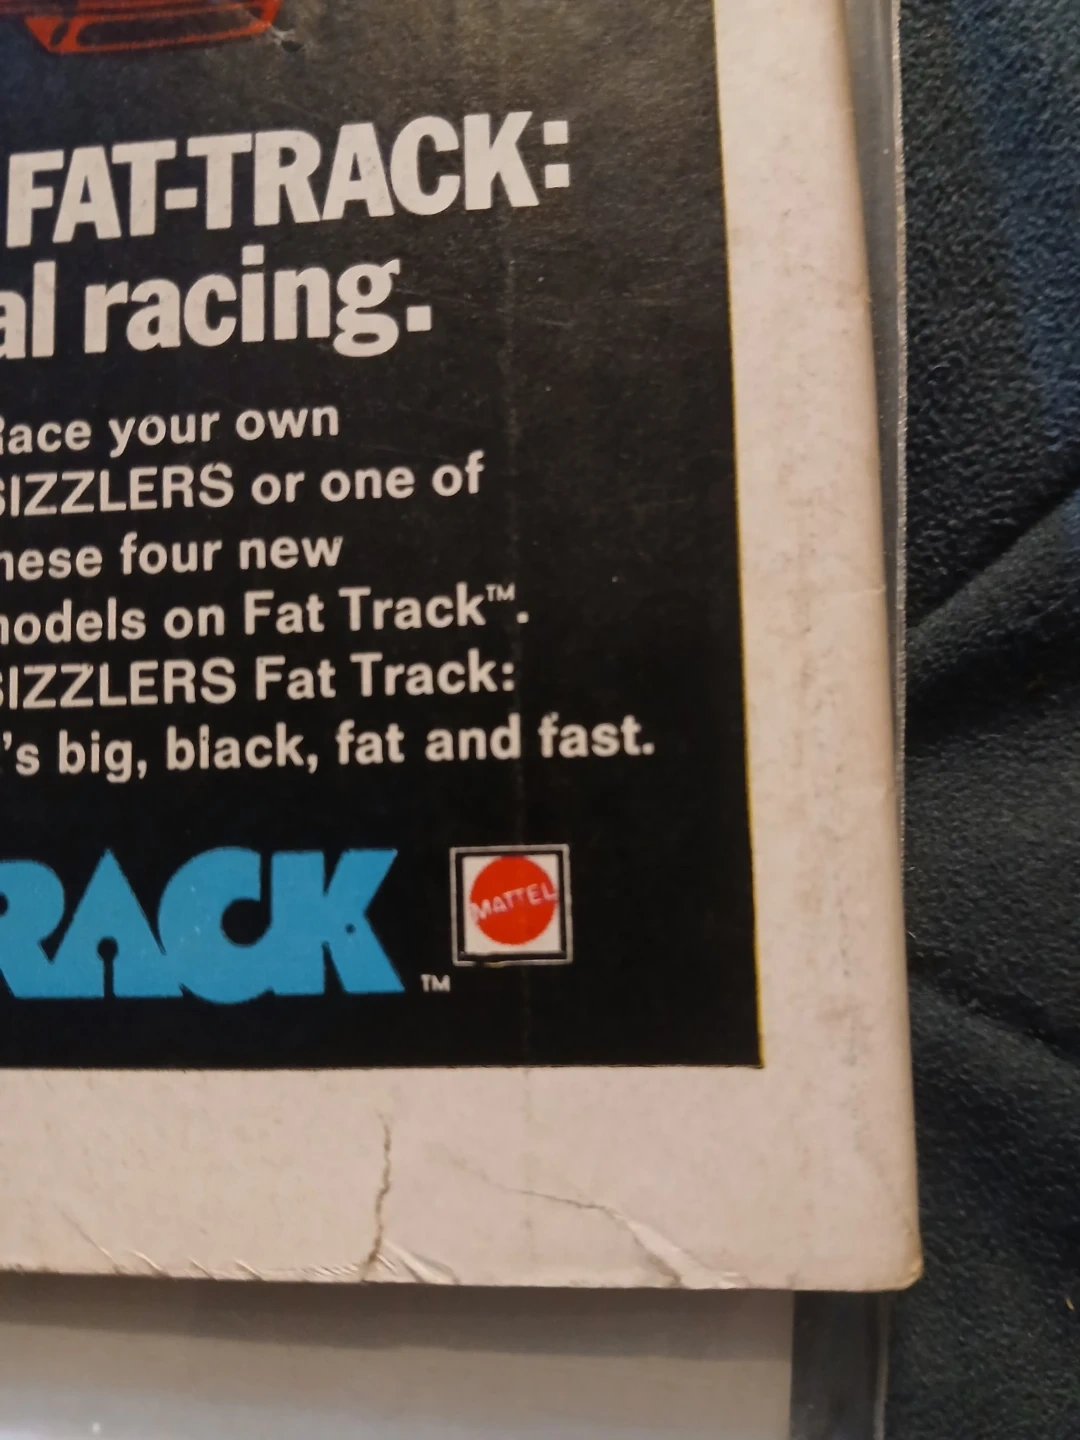 FAT-TRACK:
al racing.
Race your own
SIZZLERS or one of
hese four new
models on Fat Track™.
SIZZLERS Fat Track:
's big, black, fat and fast.
RACK
™
MATTEL